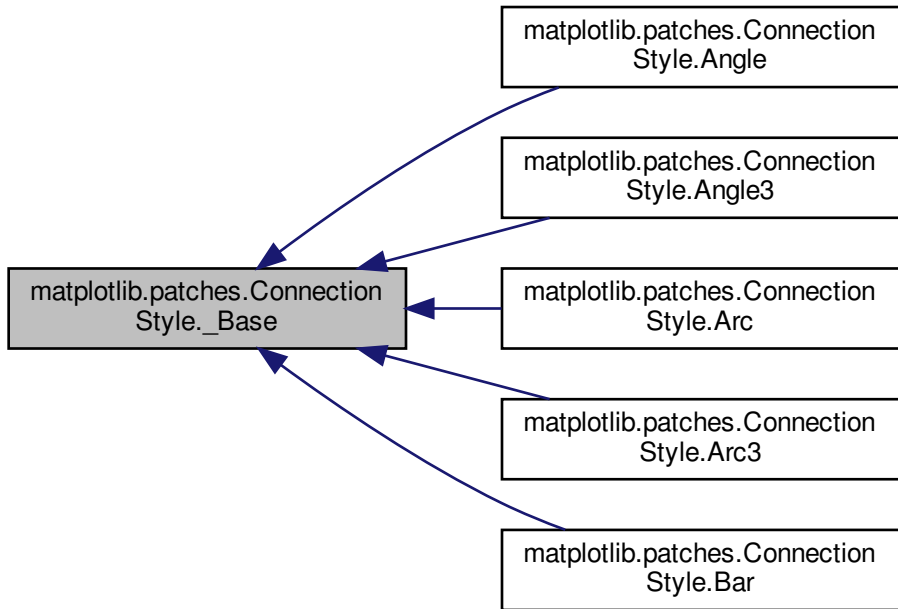 matplotlib.patches.Connection
Style.Angle
matplotlib.patches.Connection
Style.Angle3
matplotlib.patches.Connection
Style._Base
matplotlib.patches.Connection
Style.Arc
matplotlib.patches.Connection
Style.Arc3
matplotlib.patches.Connection
Style.Bar